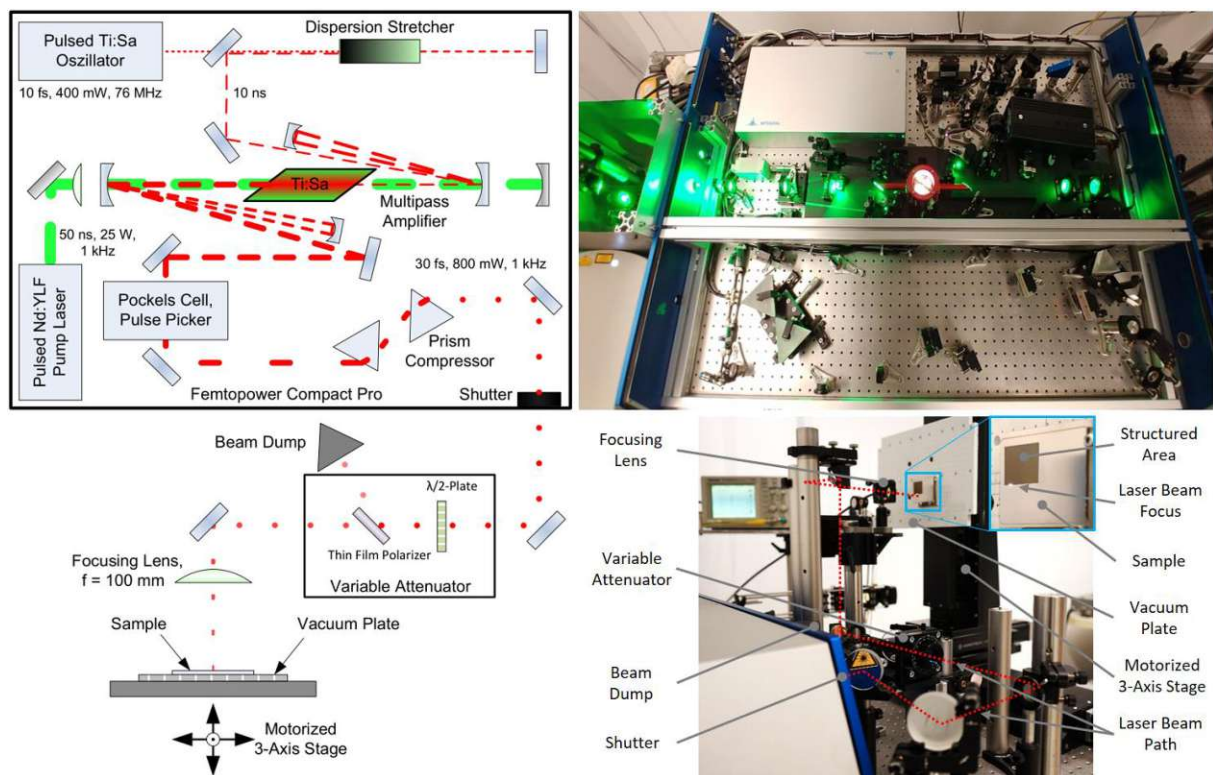 Pulsed Ti:Sa
Oszillator
10 fs, 400 mW, 76 MHz
Dispersion Stretcher
10 ns
Ti:Sa
Multipass
Amplifier
50 ns, 25 W,
1 kHz
Pulsed Nd:YLF
Pump Laser
Pockels Cell,
Pulse Picker
30 fs, 800 mW, 1 kHz
Prism
Compressor
Femtopower Compact Pro
Shutter
Beam Dump
λ/2-Plate
Thin Film Polarizer
Variable Attenuator
Focusing Lens,
f = 100 mm
Sample
Vacuum Plate
Motorized
3-Axis Stage
Focusing
Lens
Variable
Attenuator
Beam
Dump
Shutter
Structured
Area
Laser Beam
Focus
Sample
Vacuum
Plate
Motorized
3-Axis Stage
Laser Beam
Path